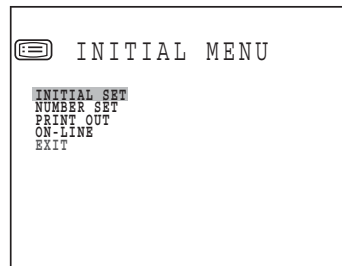 INITIAL MENU
INITIAL SET
NUMBER SET
PRINT OUT
ON-LINE
EXIT